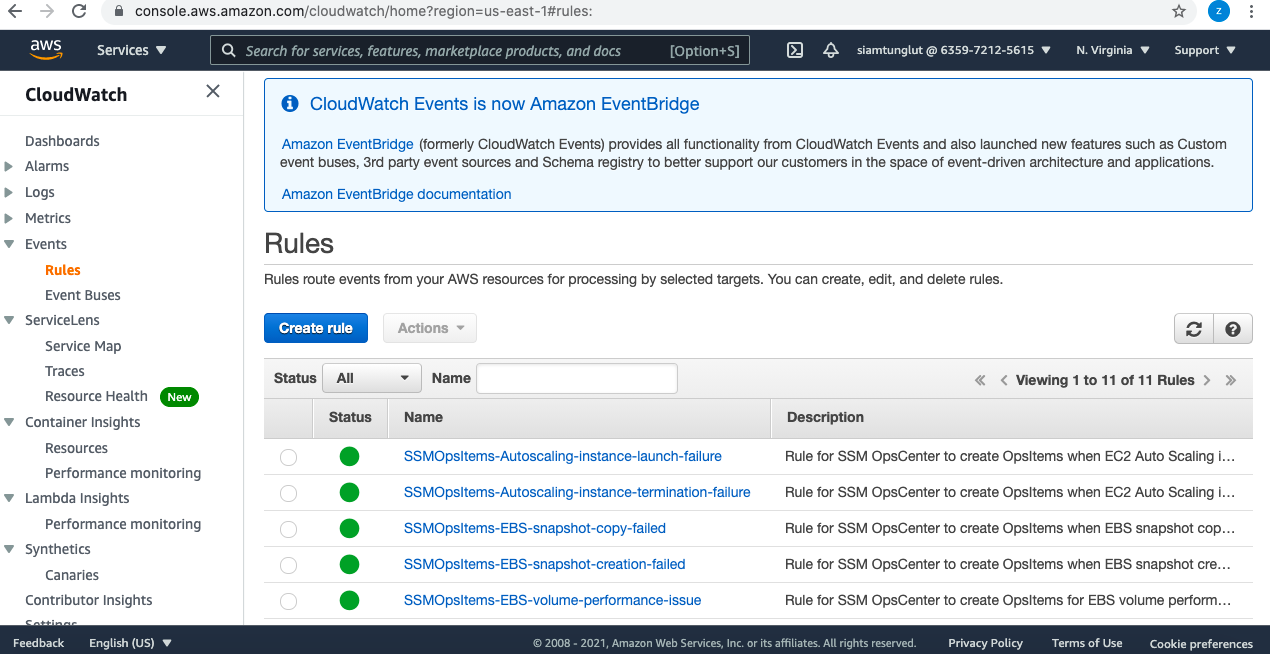 console.aws.amazon.com/cloudwatch/home?region=us-east-1#rules:
z
aws
Services
Search for services, features, marketplace products, and docs
[Option+S]
siamtunglut @ 6359-7212-5615
N. Virginia
Support
CloudWatch
Dashboards
Alarms
Logs
Metrics
Events
Rules
Event Buses
ServiceLens
Service Map
Traces
Resource Health New
Container Insights
Resources
Performance monitoring
Lambda Insights
Performance monitoring
Synthetics
Canaries
Contributor Insights
Settings
CloudWatch Events is now Amazon EventBridge
Amazon EventBridge (formerly CloudWatch Events) provides all functionality from CloudWatch Events and also launched new features such as Custom
event buses, 3rd party event sources and Schema registry to better support our customers in the space of event-driven architecture and applications.
Amazon EventBridge documentation
Rules
Rules route events from your AWS resources for processing by selected targets. You can create, edit, and delete rules.
Create rule
Actions
Status All Name
« < Viewing 1 to 11 of 11 Rules > »
Status Name Description
SSMOpsItems-Autoscaling-instance-launch-failure Rule for SSM OpsCenter to create OpsItems when EC2 Auto Scaling i...
SSMOpsItems-Autoscaling-instance-termination-failure Rule for SSM OpsCenter to create OpsItems when EC2 Auto Scaling i...
SSMOpsItems-EBS-snapshot-copy-failed Rule for SSM OpsCenter to create OpsItems when EBS snapshot cop...
SSMOpsItems-EBS-snapshot-creation-failed Rule for SSM OpsCenter to create OpsItems when EBS snapshot cre...
SSMOpsItems-EBS-volume-performance-issue Rule for SSM OpsCenter to create OpsItems for EBS volume perform...
Feedback
English (US)
© 2008 - 2021, Amazon Web Services, Inc. or its affiliates. All rights reserved.
Privacy Policy
Terms of Use
Cookie preferences